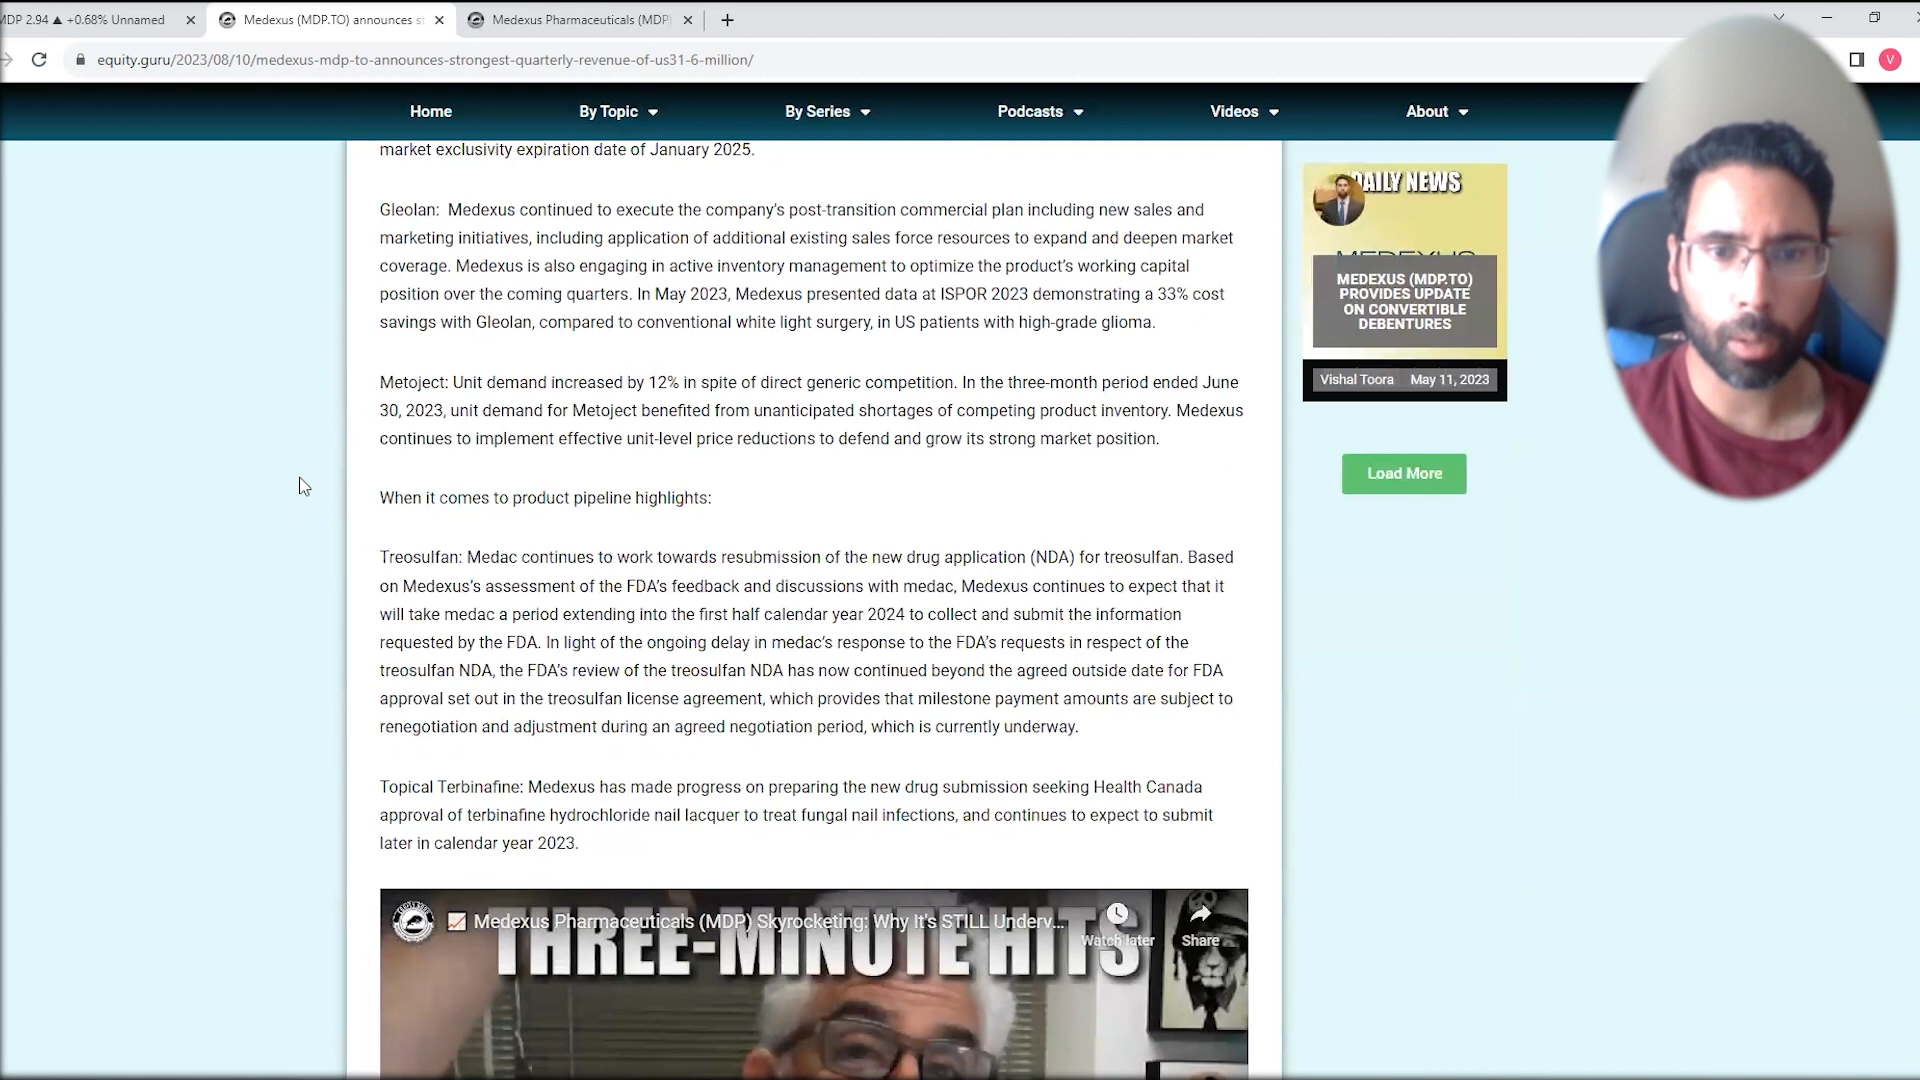 MDP 2.94 ▲ +0.68% Unnamed
Medexus (MDP.TO) announces st
Medexus Pharmaceuticals (MDP)
equity.guru/2023/08/10/medexus-mdp-to-announces-strongest-quarterly-revenue-of-us31-6-million/
V
Home
By Topic
By Series
Podcasts
Videos
About
market exclusivity expiration date of January 2025.
Gleolan: Medexus continued to execute the company's post-transition commercial plan including new sales and
marketing initiatives, including application of additional existing sales force resources to expand and deepen market
coverage. Medexus is also engaging in active inventory management to optimize the product's working capital
position over the coming quarters. In May 2023, Medexus presented data at ISPOR 2023 demonstrating a 33% cost
savings with Gleolan, compared to conventional white light surgery, in US patients with high-grade glioma.
Metoject: Unit demand increased by 12% in spite of direct generic competition. In the three-month period ended June
30, 2023, unit demand for Metoject benefited from unanticipated shortages of competing product inventory. Medexus
continues to implement effective unit-level price reductions to defend and grow its strong market position.
When it comes to product pipeline highlights:
Treosulfan: Medac continues to work towards resubmission of the new drug application (NDA) for treosulfan. Based
on Medexus's assessment of the FDA's feedback and discussions with medac, Medexus continues to expect that it
will take medac a period extending into the first half calendar year 2024 to collect and submit the information
requested by the FDA. In light of the ongoing delay in medac's response to the FDA's requests in respect of the
treosulfan NDA, the FDA's review of the treosulfan NDA has now continued beyond the agreed outside date for FDA
approval set out in the treosulfan license agreement, which provides that milestone payment amounts are subject to
renegotiation and adjustment during an agreed negotiation period, which is currently underway.
Topical Terbinafine: Medexus has made progress on preparing the new drug submission seeking Health Canada
approval of terbinafine hydrochloride nail lacquer to treat fungal nail infections, and continues to expect to submit
later in calendar year 2023.
Medexus Pharmaceuticals (MDP) Skyrocketing: Why It's STILL Underv...
Watch later
Share
THREE-MINUTE HITS
DAILY NEWS
MEDEXUS
MEDEXUS (MDP.TO)
PROVIDES UPDATE
ON CONVERTIBLE
DEBENTURES
Vishal Toora May 11, 2023
Load More